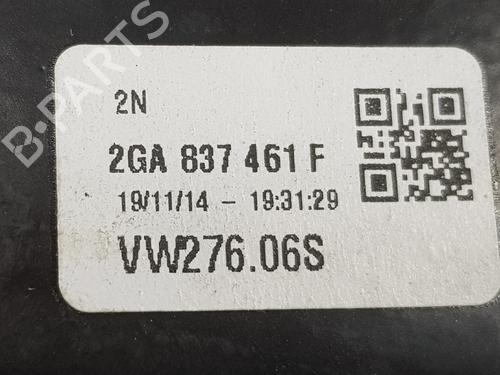 B-PARTS
2N
2GA 837 461 F
19/11/14 - 19:31:29
VW276.06S